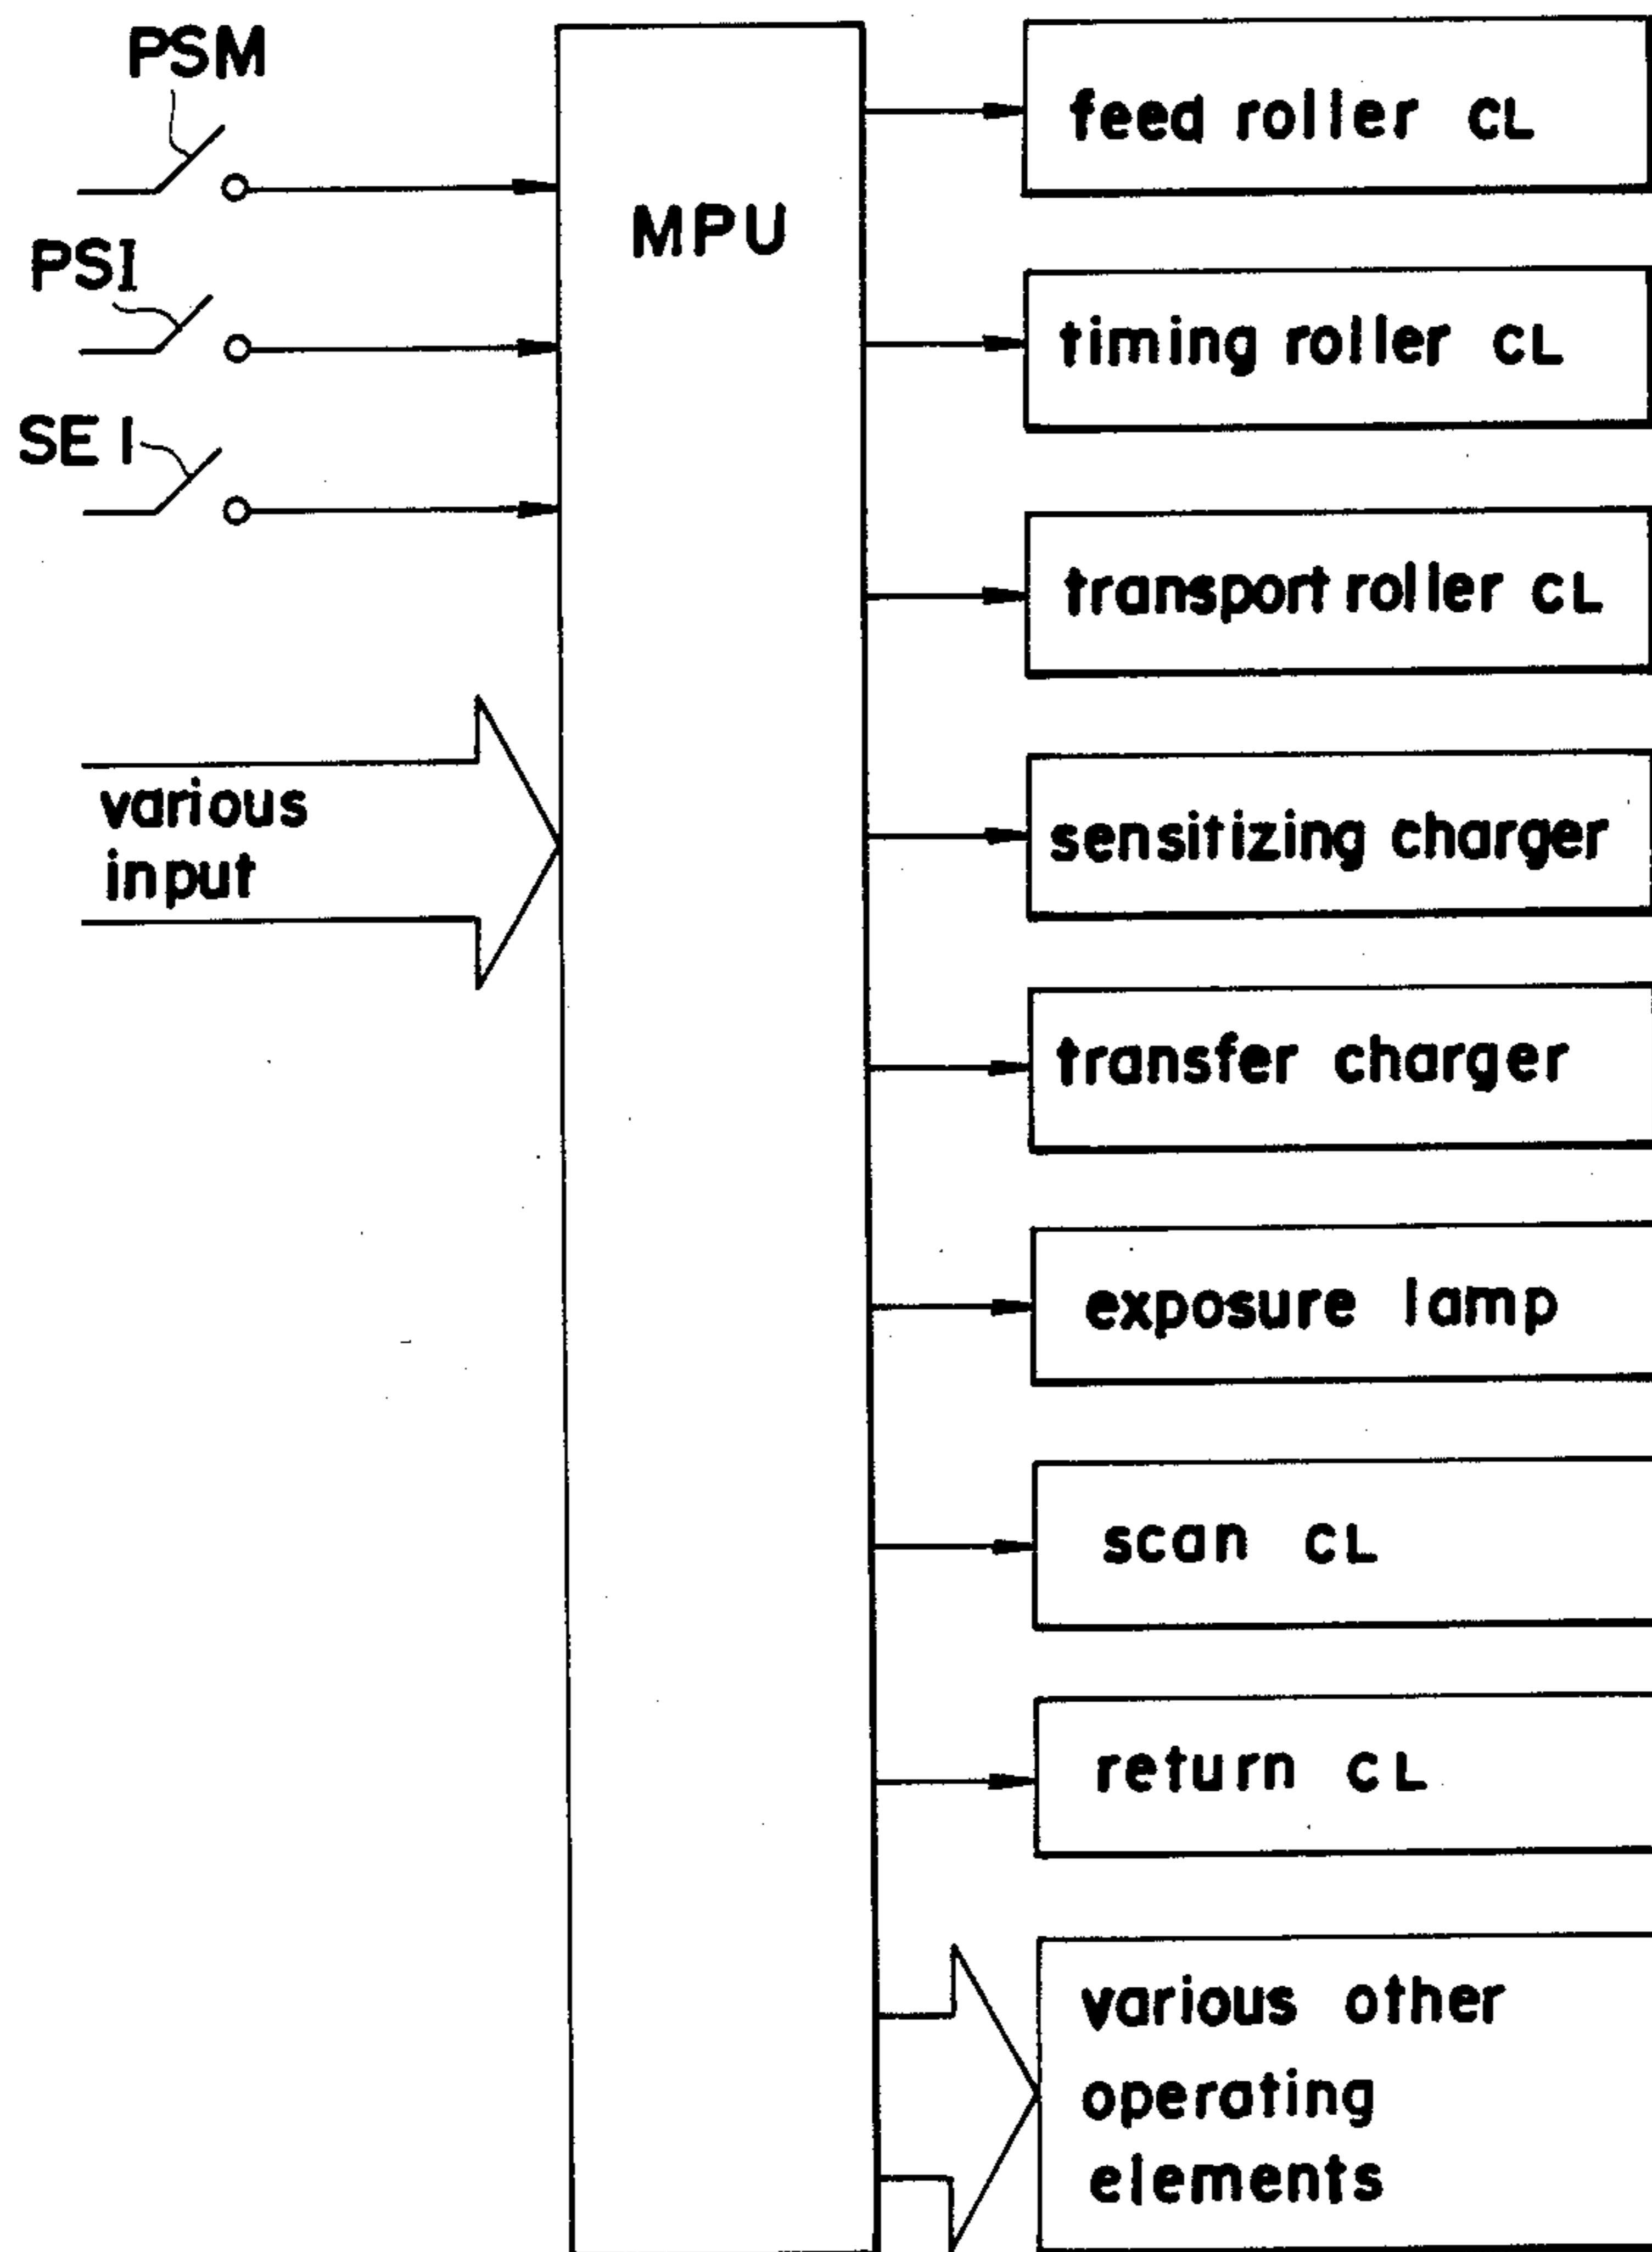 PSM
PSI
SE 1
various
input
MPU
feed roller CL
timing roller CL
transport roller CL
sensitizing charger
transfer charger
exposure lamp
scan CL
return CL
various other
operating
elements